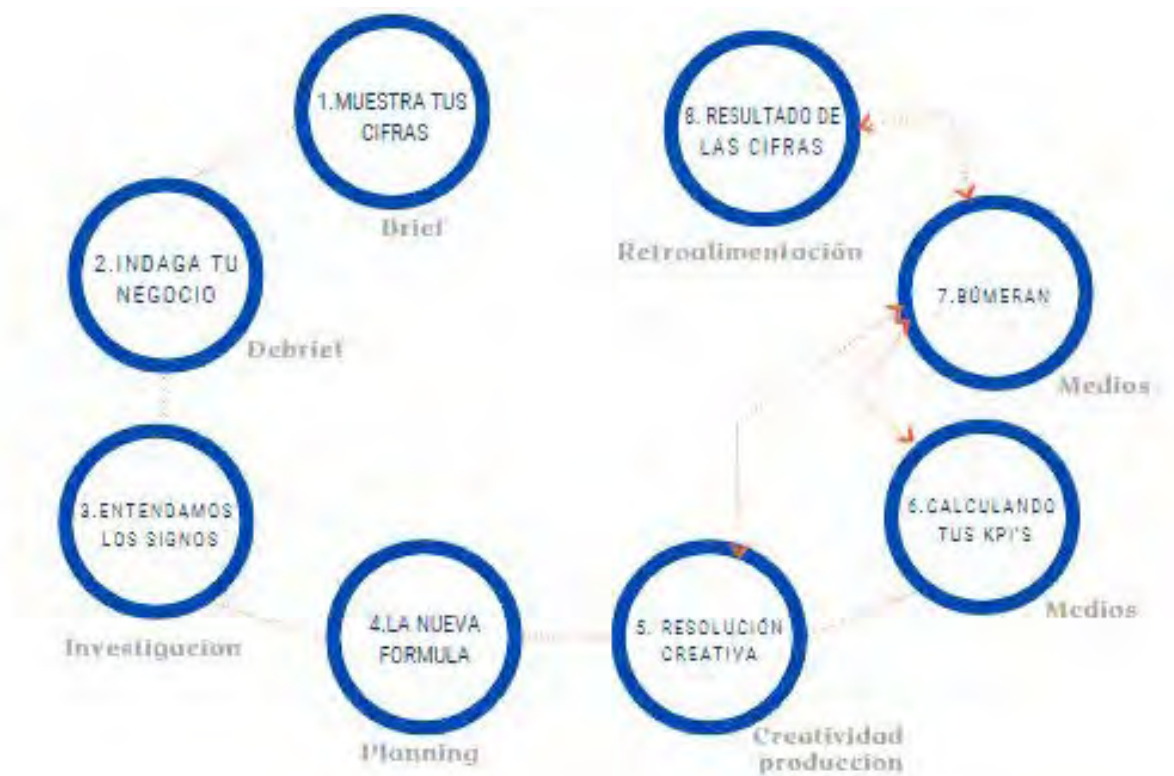 1.MUESTRA TUS
CIFRAS
Brief
2.INDAGA TU
NEGOCIO
Debrief
3.ENTENDAMOS
LOS SIGNOS
Investigacion
4.LA NUEVA
FORMULA
Planning
5. RESOLUCIÓN
CREATIVA
Creatividad
produccion
6.CALCULANDO
TUS KPI'S
Medios
7.BÚMERAN
Medios
8. RESULTADO DE
LAS CIFRAS
Retroalimentación